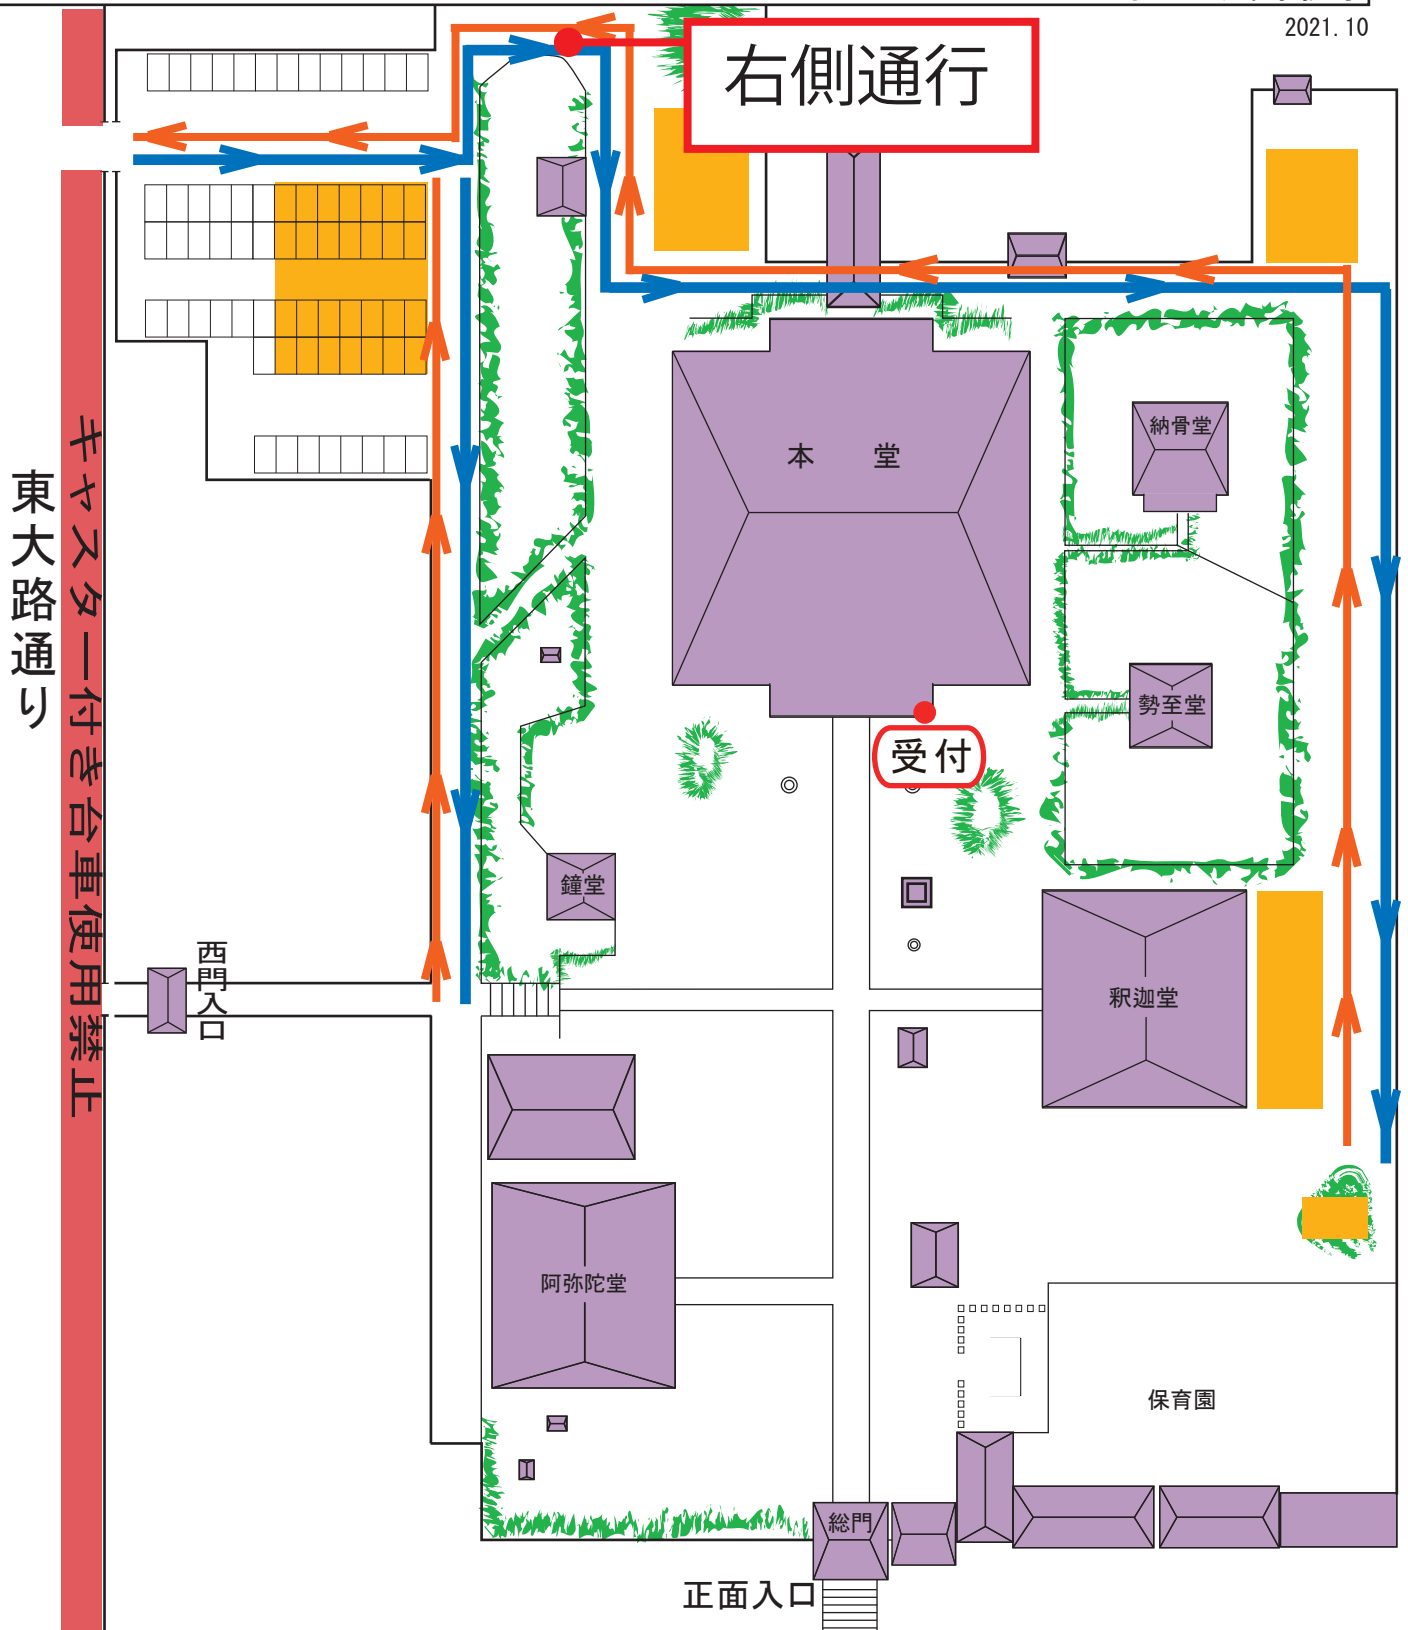 2021.10
右側通行
東大路通り
キャスター付き台車使用禁止
本 堂
納骨堂
勢至堂
受付
鐘堂
西門入口
釈迦堂
阿弥陀堂
保育園
総門
正面入口